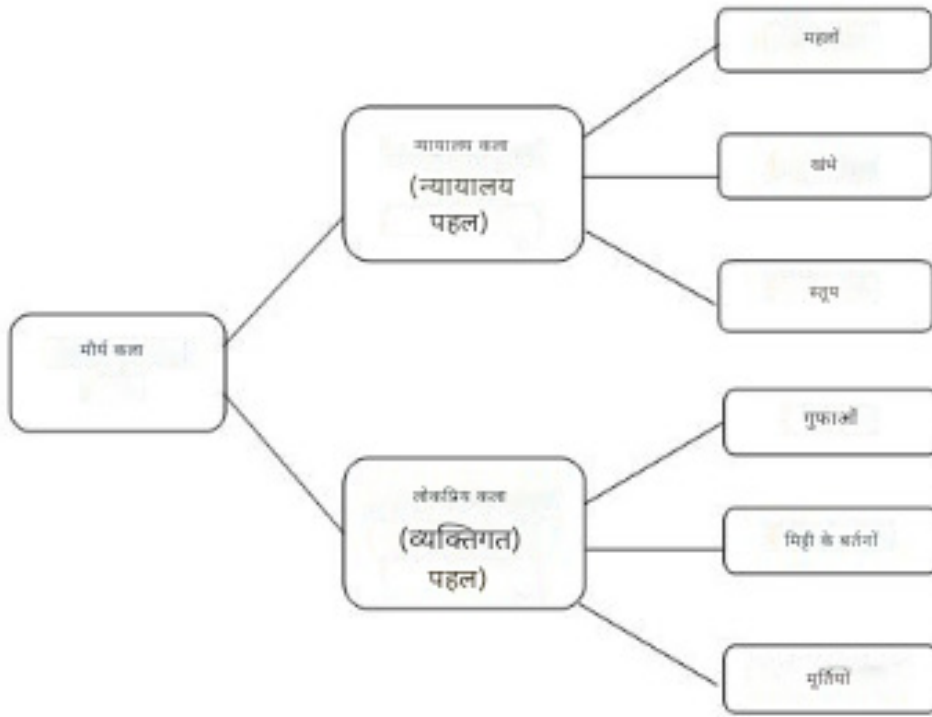 महलों
न्यायालय कला
(न्यायालय
पहल)
खंभे
स्तूप
मौर्य कला
गुफाओं
लोकप्रिय कला
(व्यक्तिगत)
पहल)
मिट्टी के बर्तनों
मूर्तियों